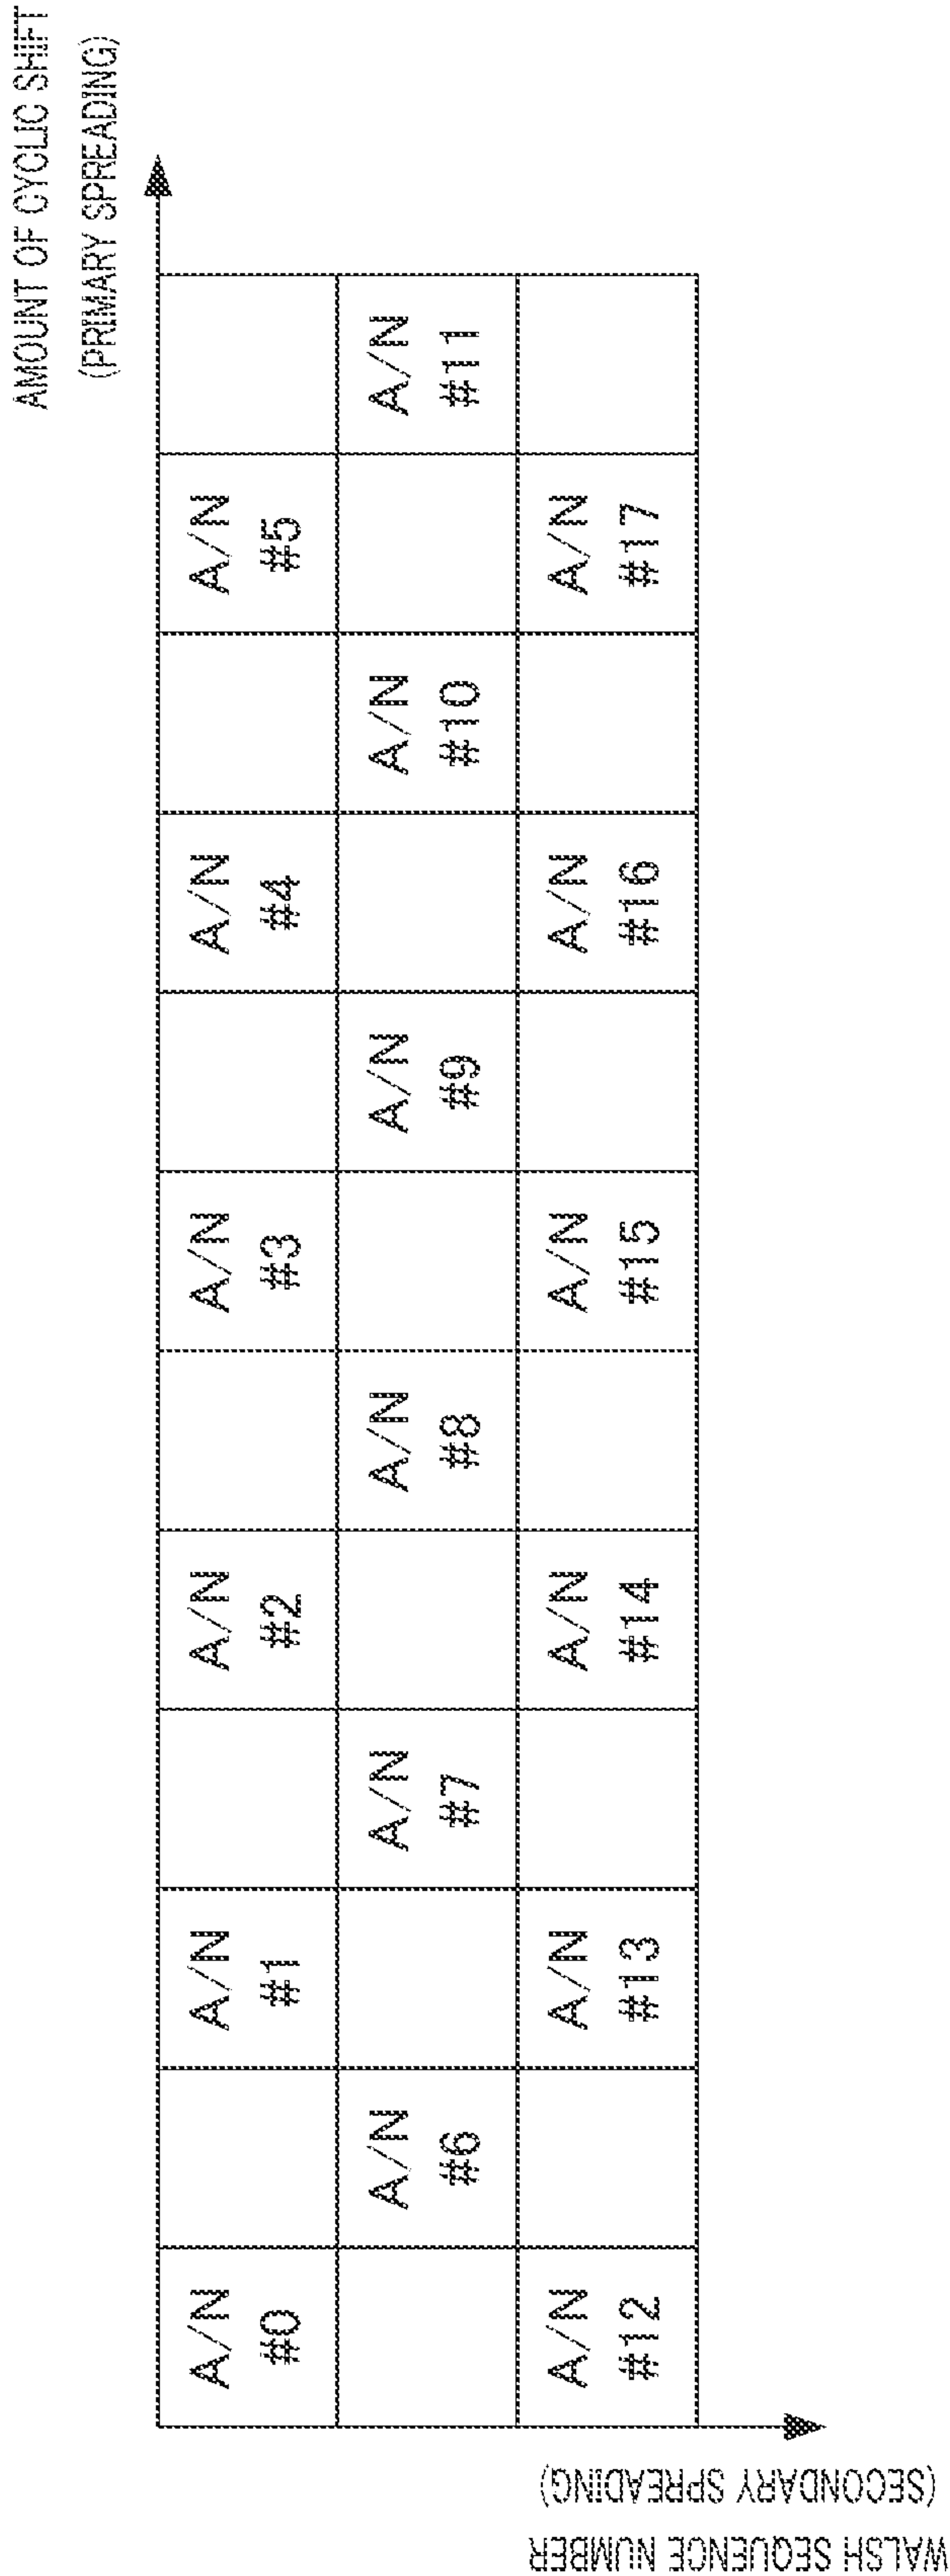 AMOUNT OF CYCLIC SHIFT
(PRIMARY SPREADING)
A/N
#0
A/N
#1
A/N
#2
A/N
#3
A/N
#4
A/N
#5
A/N
#6
A/N
#7
A/N
#8
A/N
#9
A/N
#10
A/N
#11
A/N
#12
A/N
#13
A/N
#14
A/N
#15
A/N
#16
A/N
#17
WALSH SEQUENCE NUMBER
(SECONDARY SPREADING)